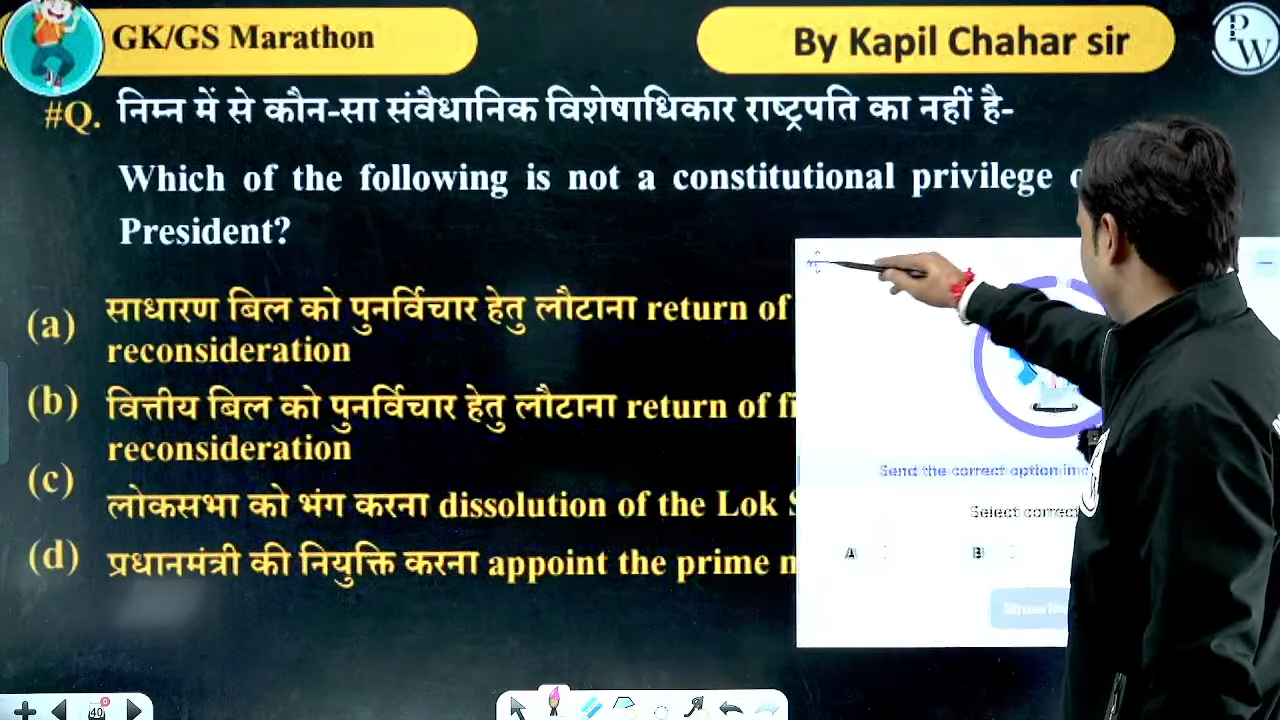 GK/GS Marathon
By Kapil Chahar sir
PW
#Q. निम्न में से कौन-सा संवैधानिक विशेषाधिकार राष्ट्रपति का नहीं है-
Which of the following is not a constitutional privilege
President?
(a) साधारण बिल को पुनर्विचार हेतु लौटाना return of
reconsideration
(b) वित्तीय बिल को पुनर्विचार हेतु लौटाना return of
reconsideration
(c) लोकसभा को भंग करना dissolution of the Lok
(d) प्रधानमंत्री की नियुक्ति करना appoint the prime
Send the correct option
Select correct
A B
40